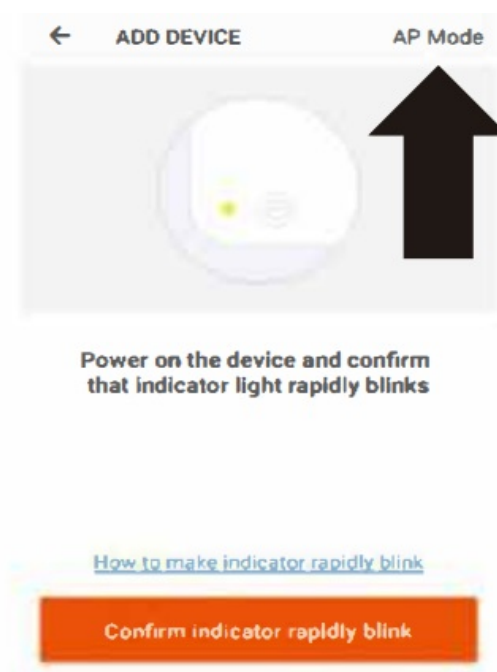 ADD DEVICE AP Mode
Power on the device and confirm
that indicator light rapidly blinks
How to make indicator rapidly blink
Confirm indicator rapidly blink